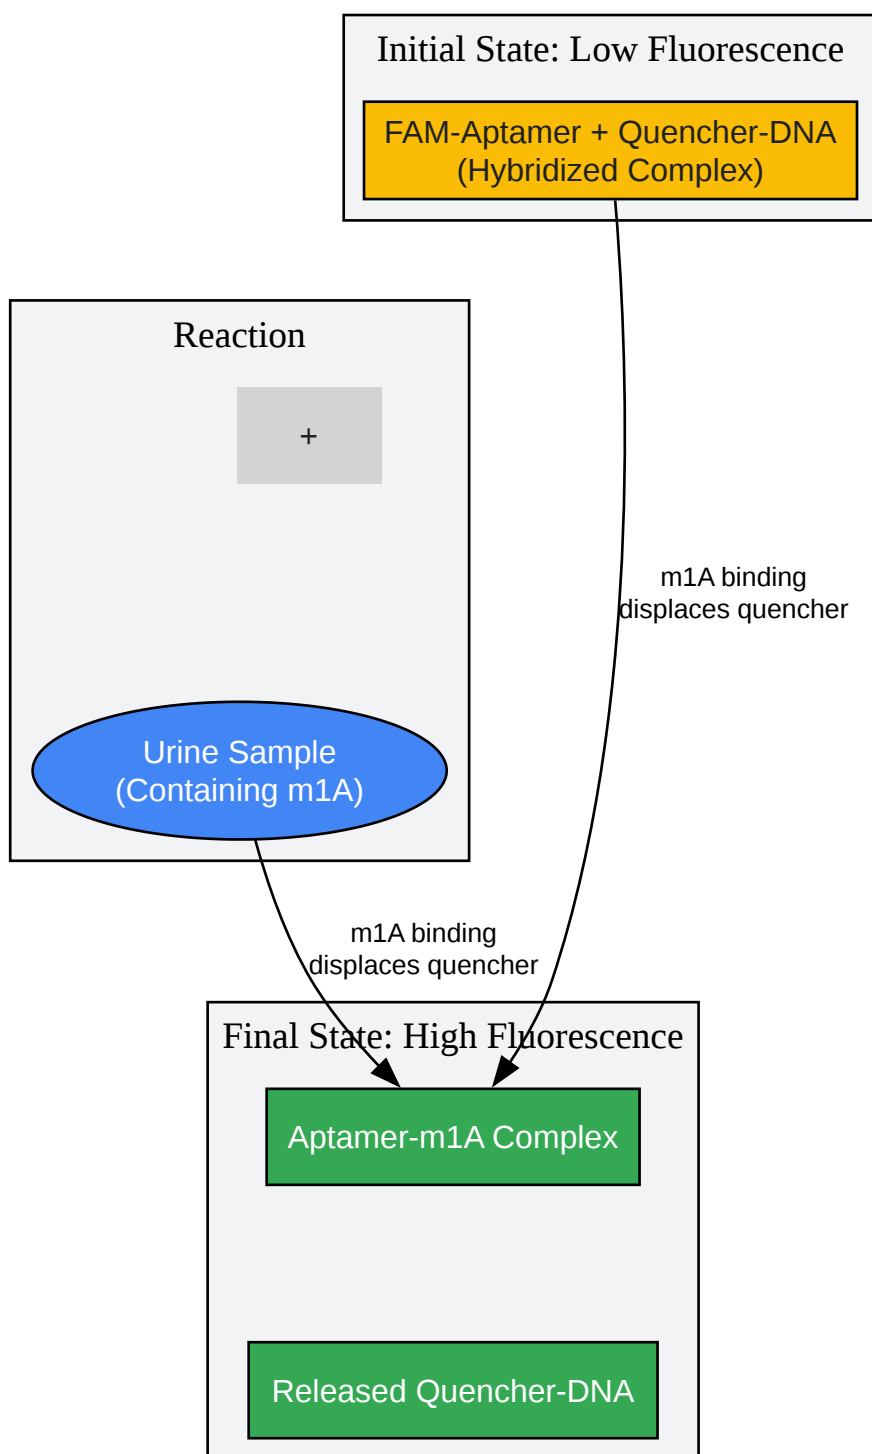 Initial State: Low Fluorescence
FAM-Aptamer + Quencher-DNA
(Hybridized Complex)
Reaction
+
m1A binding
displaces quencher
Urine Sample
(Containing m1A)
m1A binding
displaces quencher
Final State: High Fluorescence
Aptamer-m1A Complex
Released Quencher-DNA